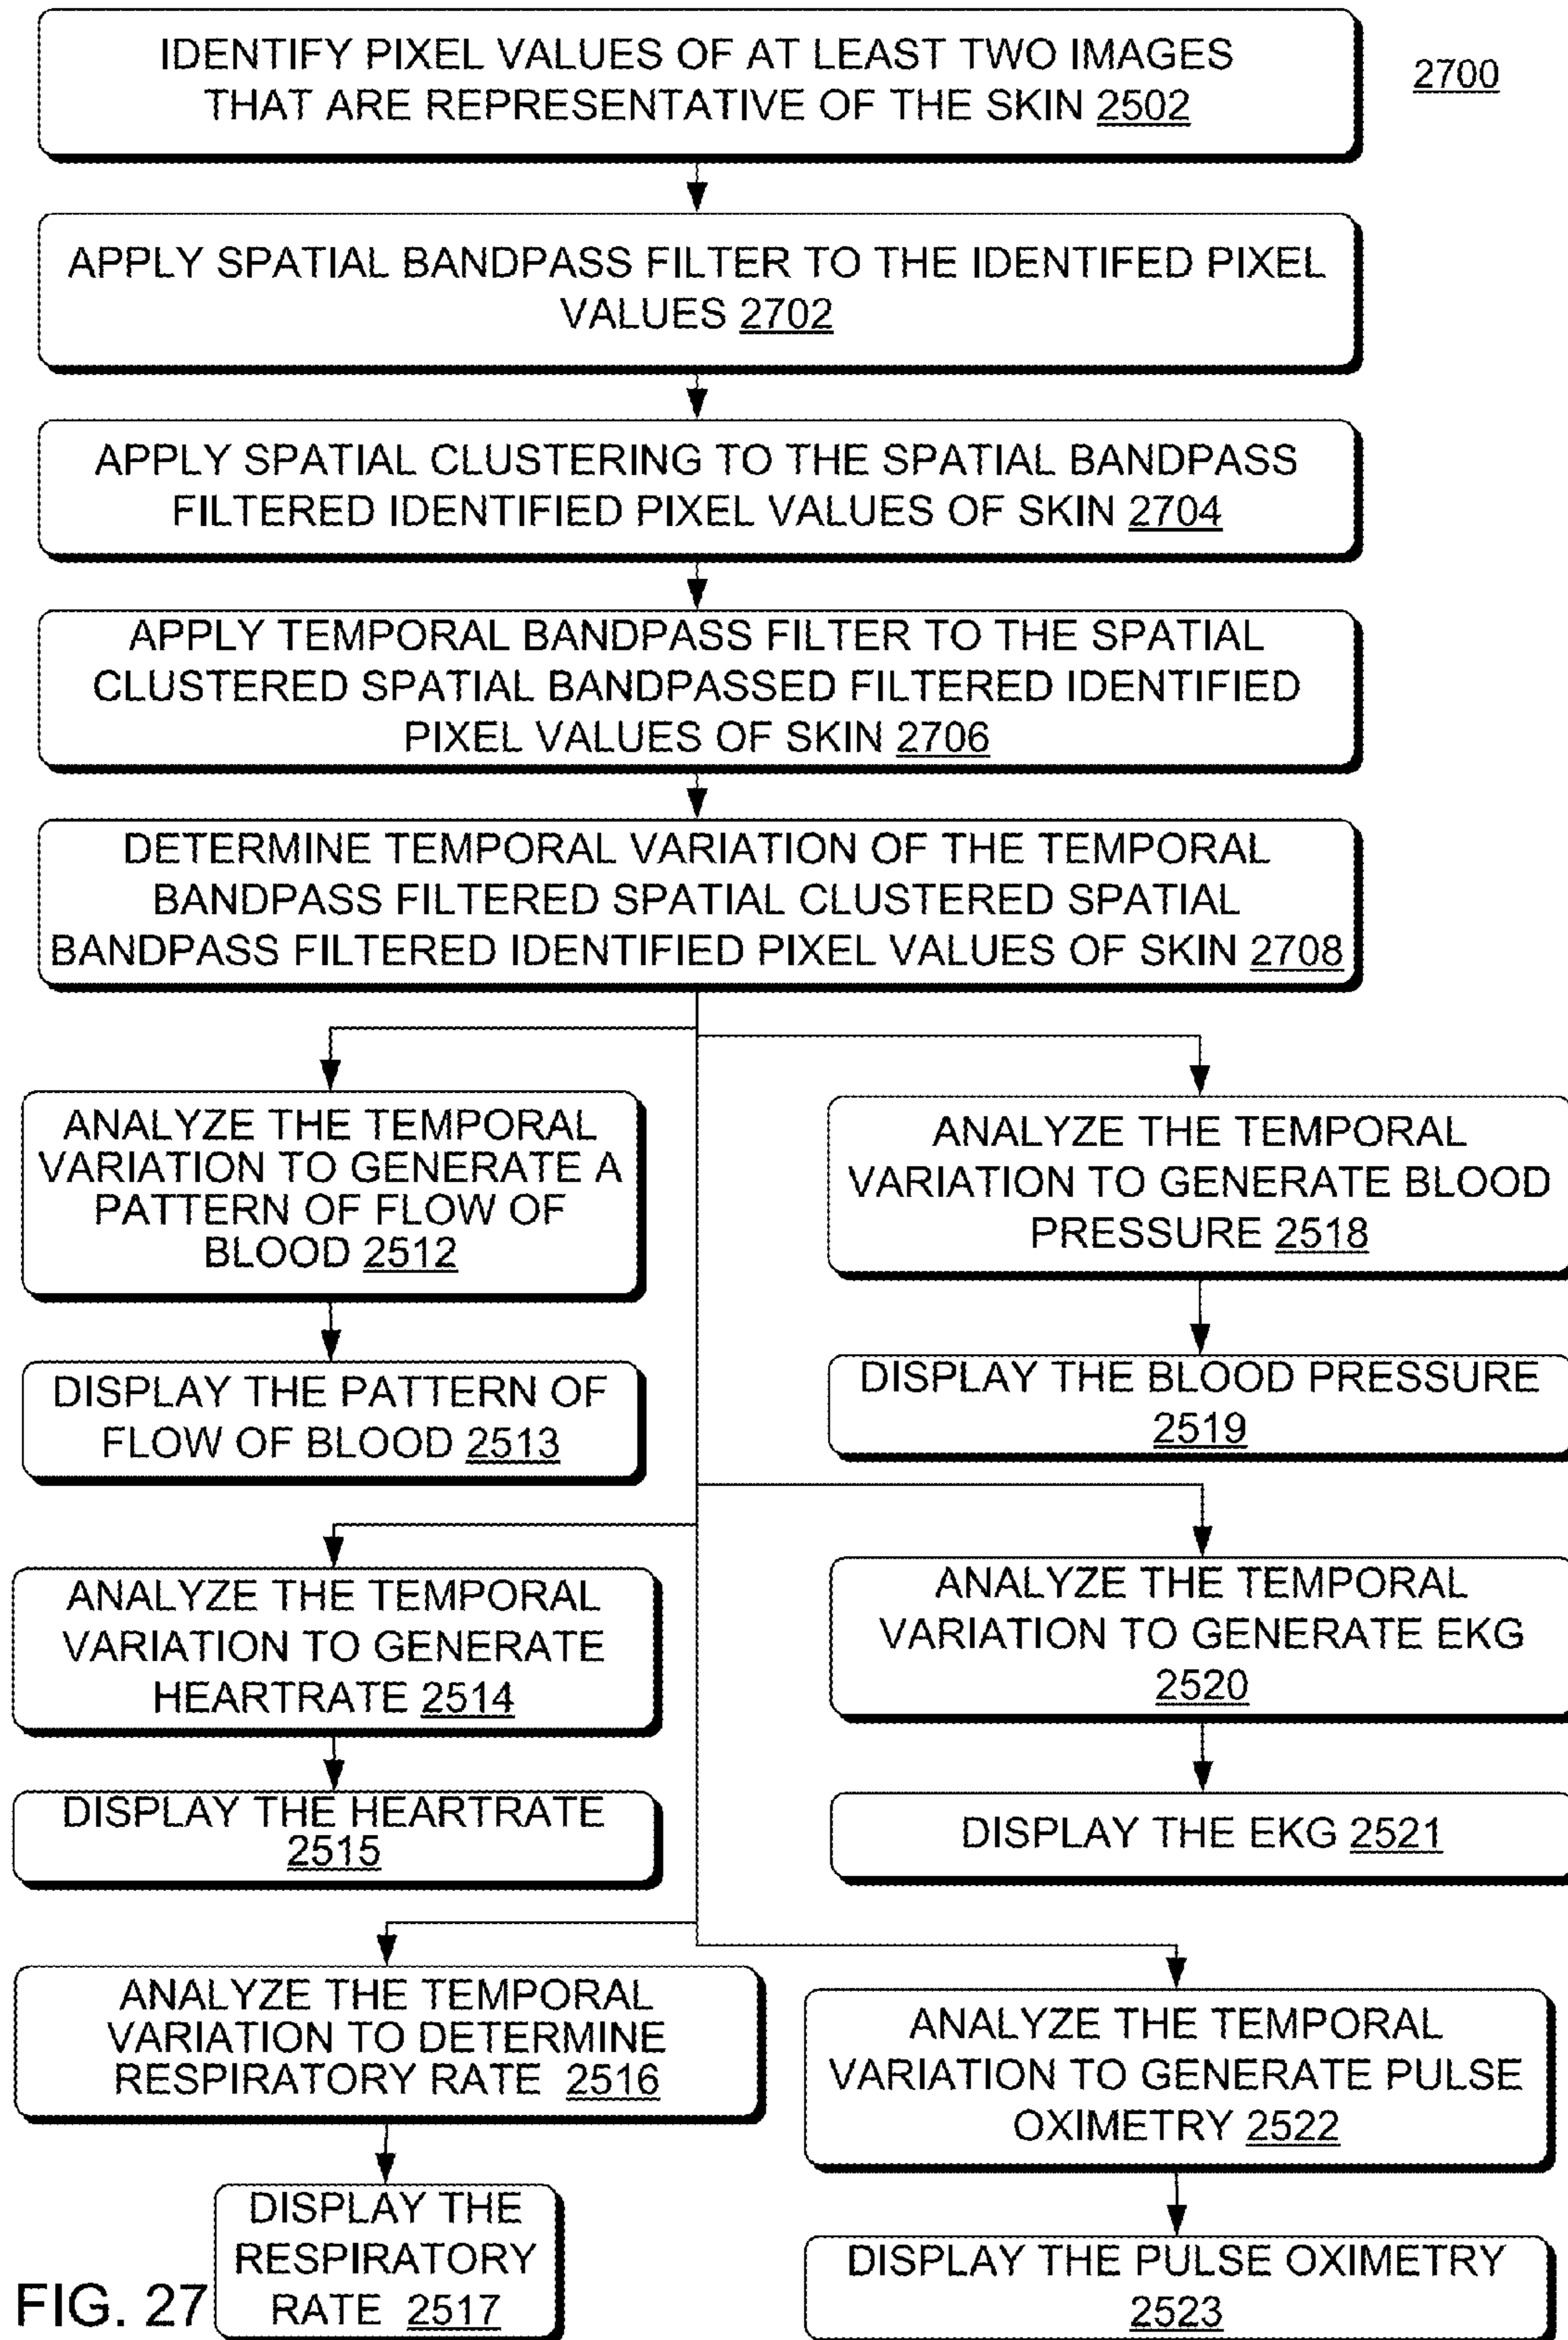 IDENTIFY PIXEL VALUES OF AT LEAST TWO IMAGES
THAT ARE REPRESENTATIVE OF THE SKIN 2502
2700
APPLY SPATIAL BANDPASS FILTER TO THE IDENTIFED PIXEL
VALUES 2702
APPLY SPATIAL CLUSTERING TO THE SPATIAL BANDPASS
FILTERED IDENTIFIED PIXEL VALUES OF SKIN 2704
APPLY TEMPORAL BANDPASS FILTER TO THE SPATIAL
CLUSTERED SPATIAL BANDPASSED FILTERED IDENTIFIED
PIXEL VALUES OF SKIN 2706
DETERMINE TEMPORAL VARIATION OF THE TEMPORAL
BANDPASS FILTERED SPATIAL CLUSTERED SPATIAL
BANDPASS FILTERED IDENTIFIED PIXEL VALUES OF SKIN 2708
ANALYZE THE TEMPORAL
VARIATION TO GENERATE A
PATTERN OF FLOW OF
BLOOD 2512
ANALYZE THE TEMPORAL
VARIATION TO GENERATE BLOOD
PRESSURE 2518
DISPLAY THE PATTERN OF
FLOW OF BLOOD 2513
DISPLAY THE BLOOD PRESSURE
2519
ANALYZE THE TEMPORAL
VARIATION TO GENERATE
HEARTRATE 2514
ANALYZE THE TEMPORAL
VARIATION TO GENERATE EKG
2520
DISPLAY THE HEARTRATE
2515
DISPLAY THE EKG 2521
ANALYZE THE TEMPORAL
VARIATION TO DETERMINE
RESPIRATORY RATE 2516
ANALYZE THE TEMPORAL
VARIATION TO GENERATE PULSE
OXIMETRY 2522
DISPLAY THE
RESPIRATORY
RATE 2517
DISPLAY THE PULSE OXIMETRY
2523
FIG. 27